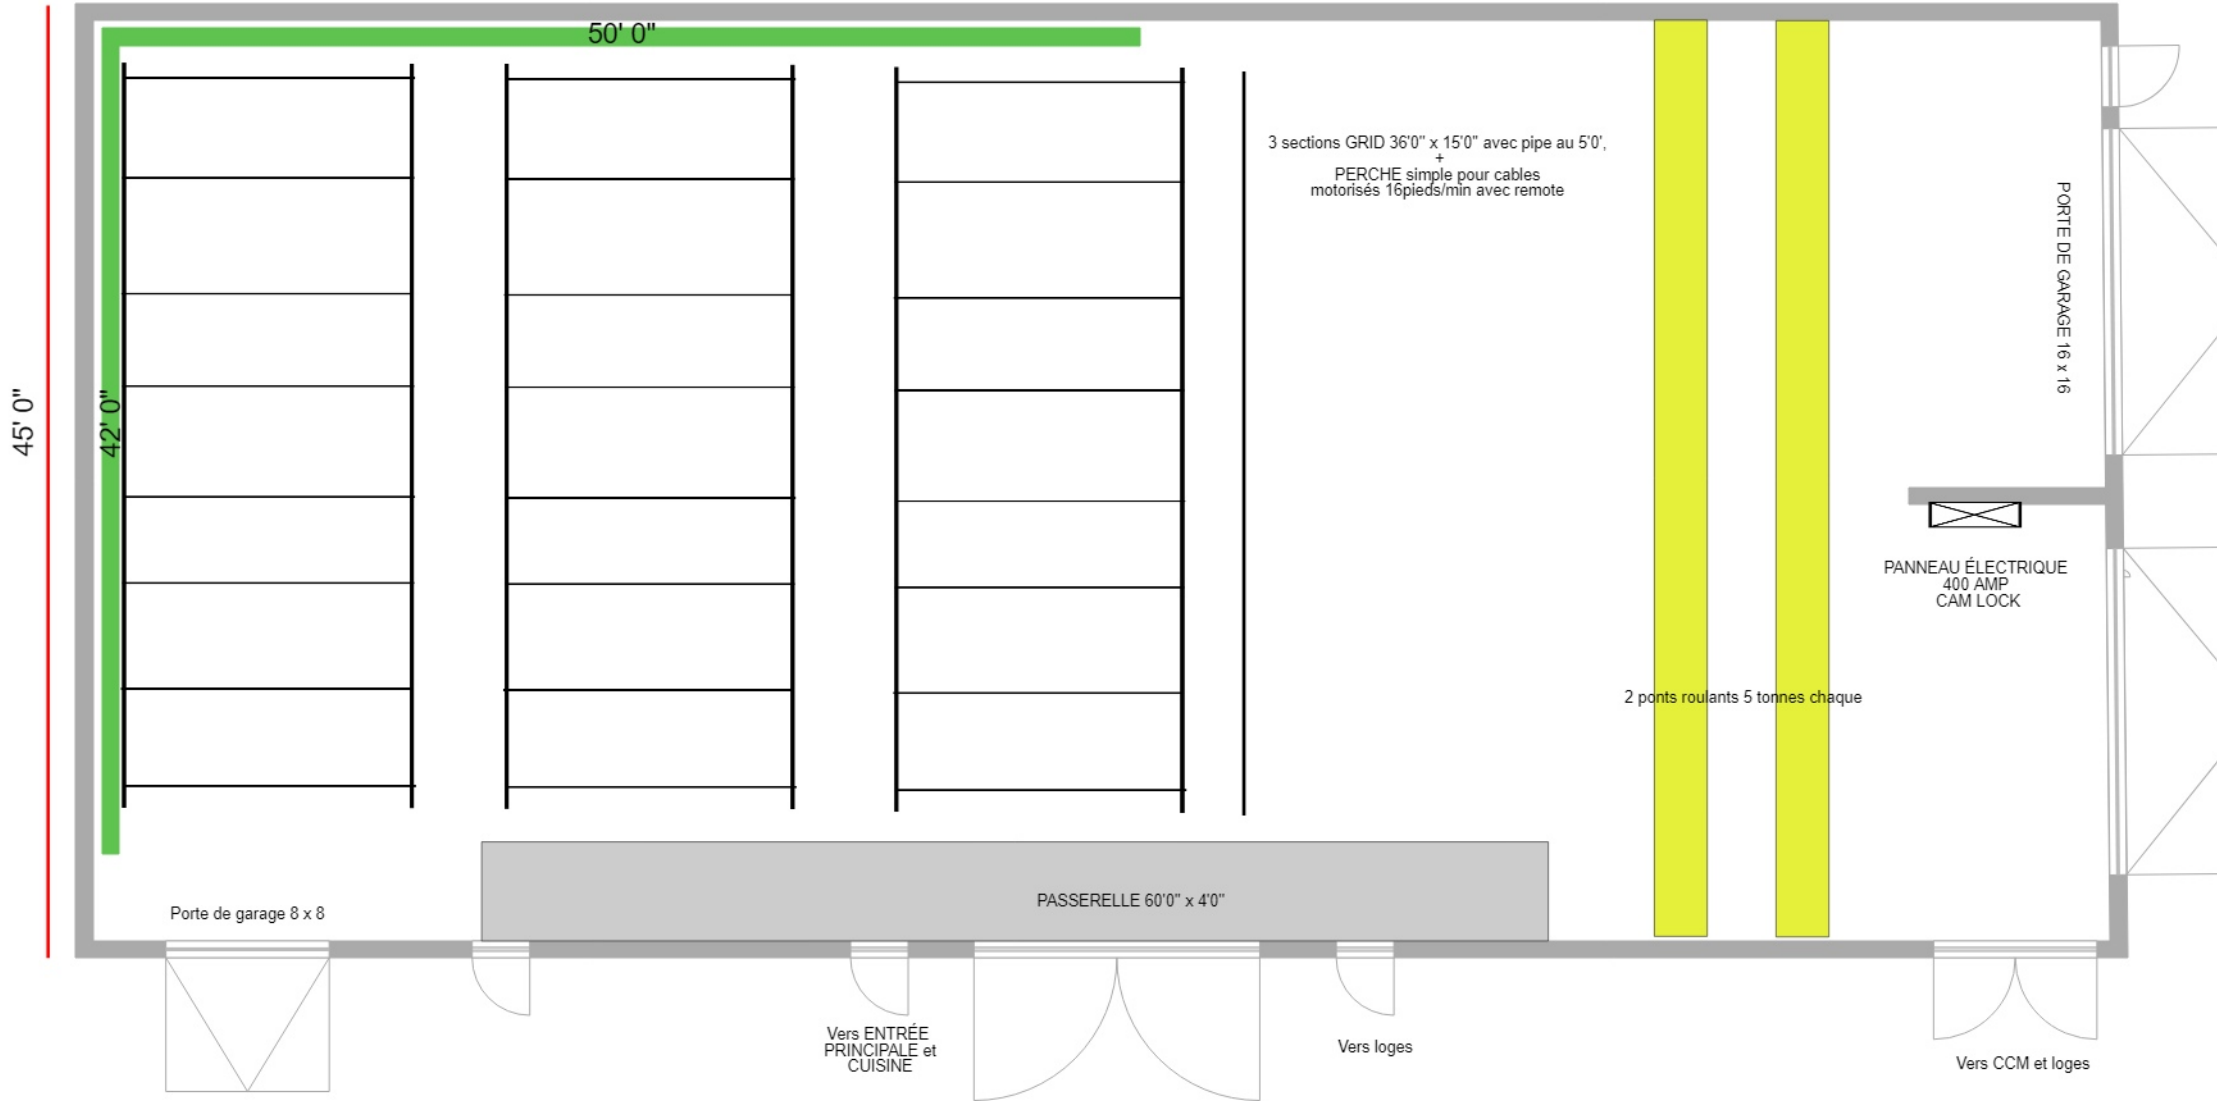 50' 0"
3 sections GRID 36'0" x 15'0" avec pipe au 5'0',
+
PERCHE simple pour cables
motorisés 16pieds/min avec remote
PORTE DE GARAGE 16 x 16
45' 0"
42' 0"
PANNEAU ÉLECTRIQUE
400 AMP
CAM LOCK
2 ponts roulants 5 tonnes chaque
PASSERELLE 60'0" x 4'0"
Porte de garage 8 x 8
Vers ENTRÉE
PRINCIPALE et
CUISINE
Vers loges
Vers CCM et loges